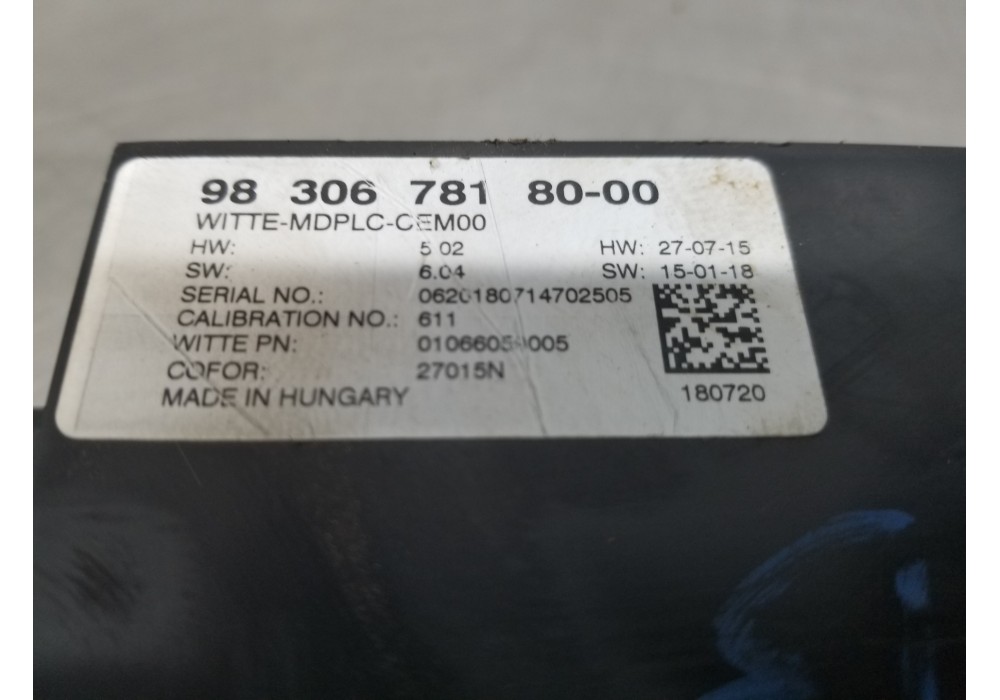 98 306 781 80-00
WITTE-MDPLC-CEM00
HW: 5.02 HW: 27-07-15
SW: 6.04 SW: 15-01-18
SERIAL NO.: 0620180714702505
CALIBRATION NO.: 611
WITTE PN:
COFOR: 27015N
MADE IN HUNGARY 180720